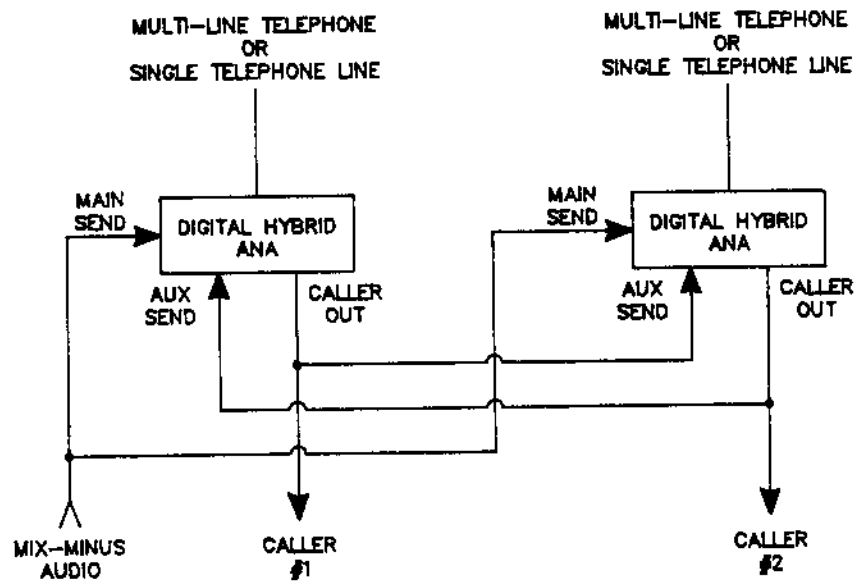 MULTI-LINE TELEPHONE
OR
SINGLE TELEPHONE LINE
MULTI-LINE TELEPHONE
OR
SINGLE TELEPHONE LINE
MAIN
SEND
DIGITAL HYBRID
ANA
AUX
SEND
CALLER
OUT
MAIN
SEND
DIGITAL HYBRID
ANA
AUX
SEND
CALLER
OUT
MIX-MINUS
AUDIO
CALLER
#1
CALLER
#2